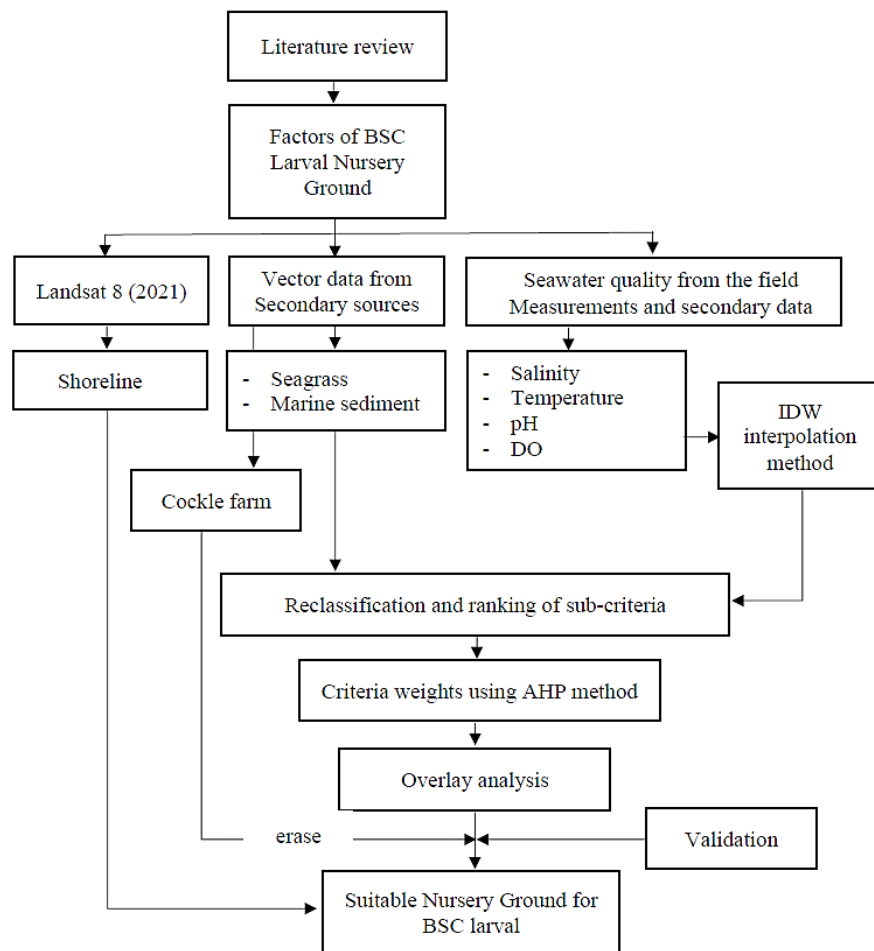 Literature review
Factors of BSC
Larval Nursery
Ground
Landsat 8 (2021)
Vector data from
Secondary sources
Seawater quality from the field
Measurements and secondary data
Shoreline
- Seagrass
- Marine sediment
- Salinity
- Temperature
- pH
- DO
IDW
interpolation
method
Cockle farm
Reclassification and ranking of sub-criteria
Criteria weights using AHP method
Overlay analysis
erase
Validation
Suitable Nursery Ground for
BSC larval